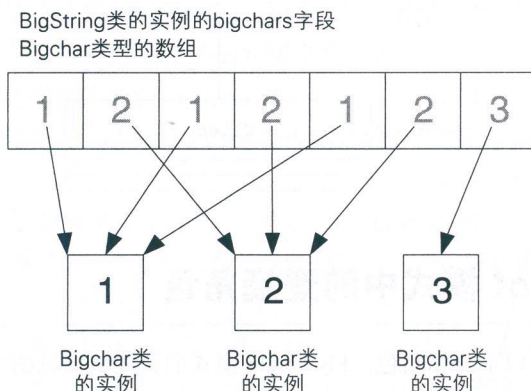 BigString类的实例的bigchars字段
Bigchar类型的数组
1 2 1 2 1 2 3
1 2 3
Bigchar类 Bigchar类 Bigchar类
的实例 的实例 的实例